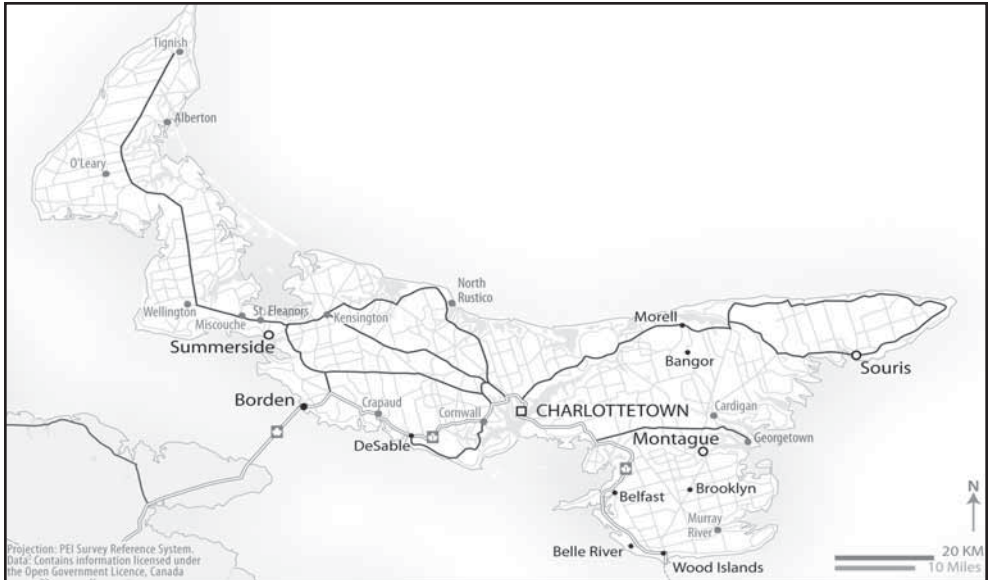 Tignish
Alberton
O'Leary
North
Rustico
Wellington
St. Eleanors
Miscouche
Kensington
Summerside
Morell
Bangor
Souris
Borden
Crapaud
Cornwall
CHARLOTTETOWN
Cardigan
DeSable
Montague
Georgetown
Belfast
Brooklyn
Murray
River
Belle River
Wood Islands
N
20 KM
10 Miles
Projection: PEI Survey Reference System.
Data: Contains information licensed under
the Open Government Licence, Canada